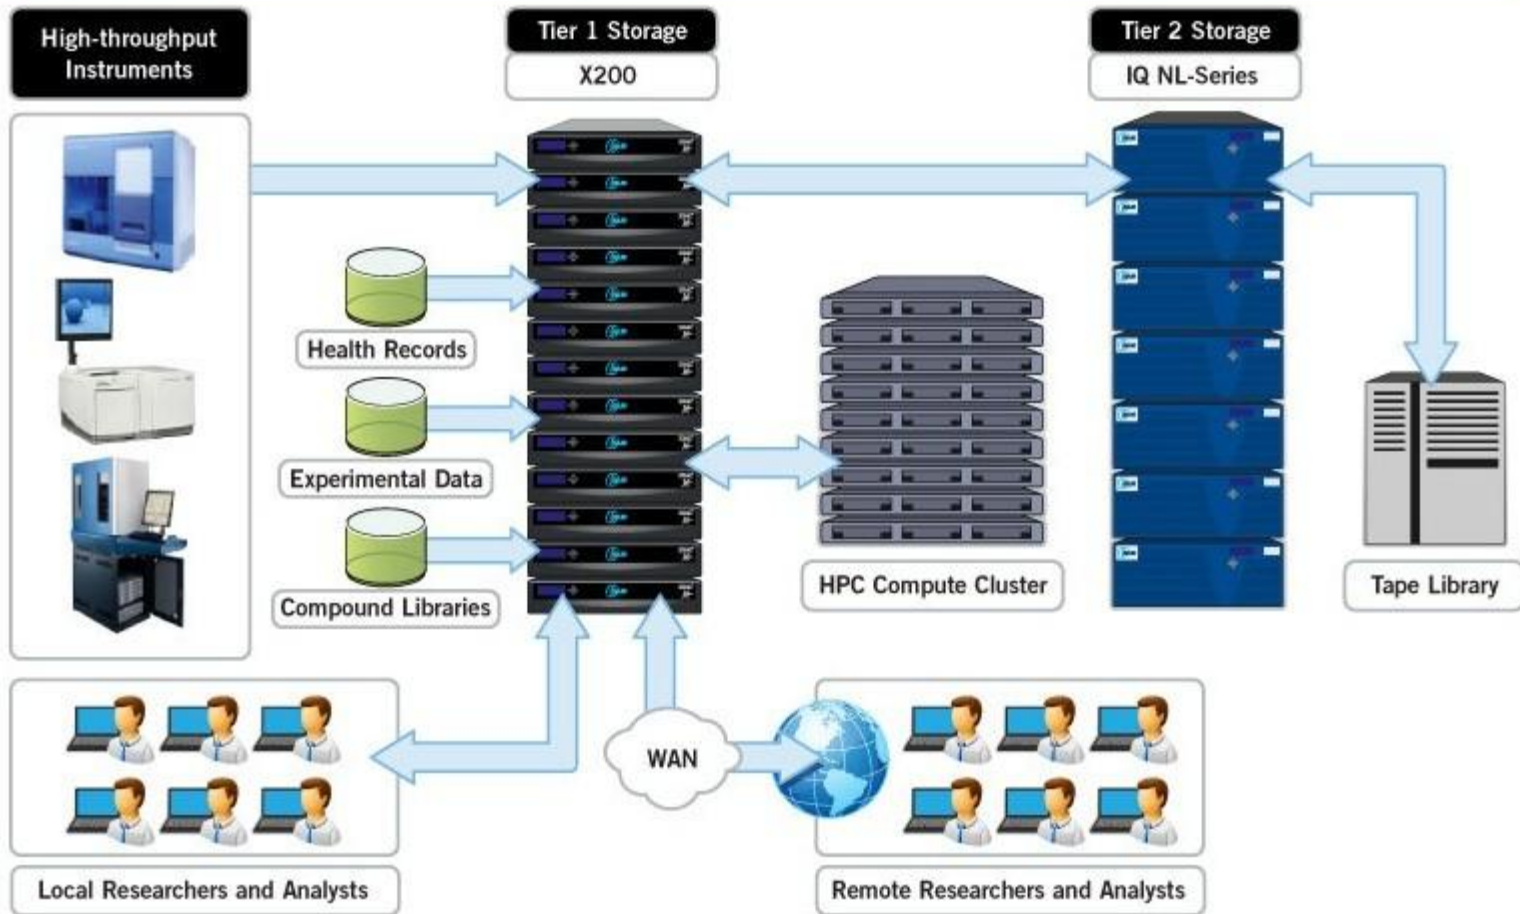 High-throughput
Instruments
Tier 1 Storage
X200
Tier 2 Storage
IQ NL-Series
Health Records
Experimental Data
Compound Libraries
HPC Compute Cluster
Tape Library
WAN
Local Researchers and Analysts
Remote Researchers and Analysts